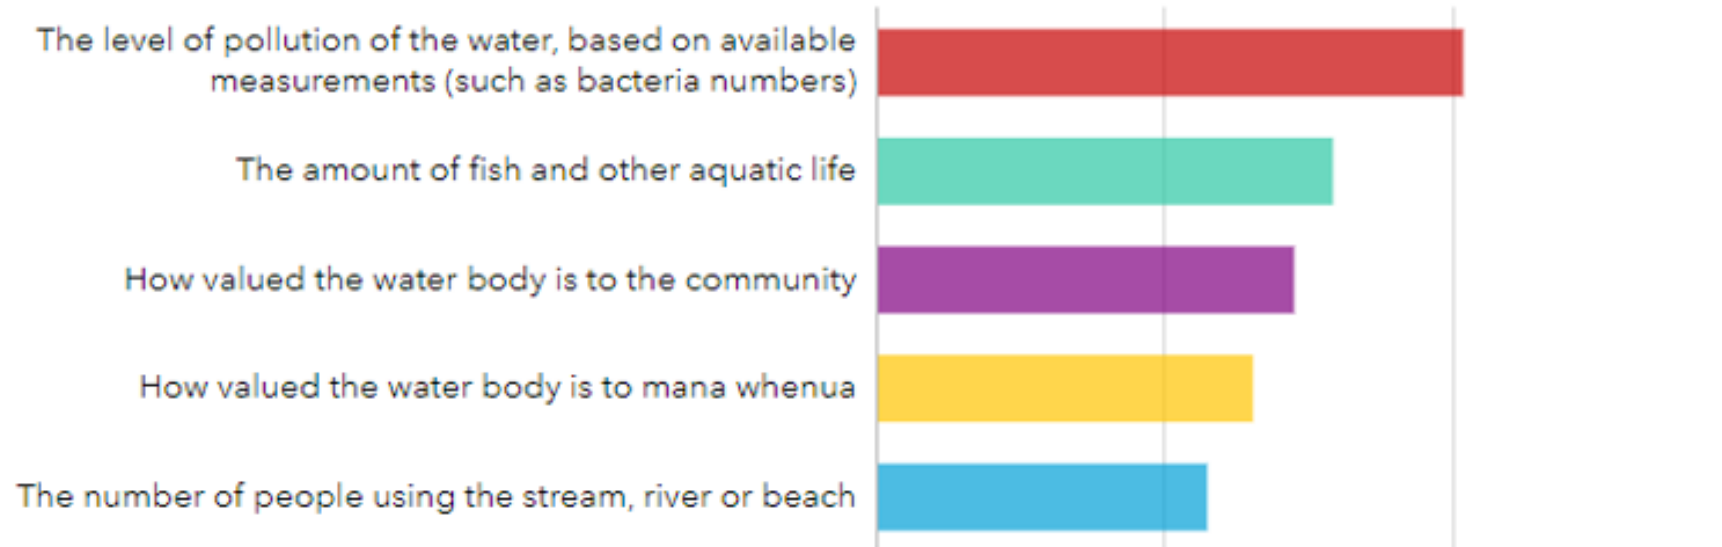 The level of pollution of the water, based on available
measurements (such as bacteria numbers)
The amount of fish and other aquatic life
How valued the water body is to the community
How valued the water body is to mana whenua
The number of people using the stream, river or beach